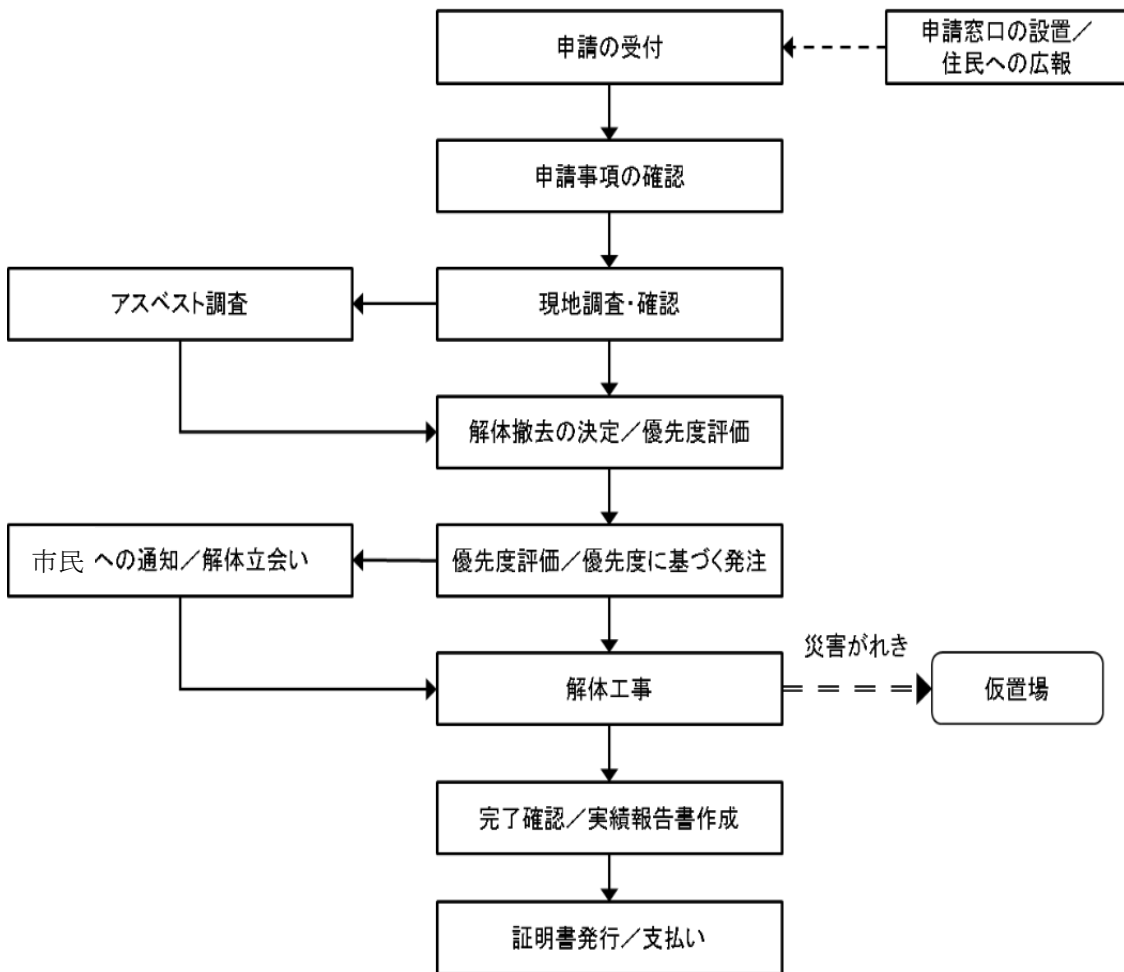 申請の受付
申請窓口の設置／
住民への広報
申請事項の確認
アスベスト調査
現地調査・確認
解体撤去の決定／優先度評価
市民 への通知／解体立会い
優先度評価／優先度に基づく発注
災害がれき
解体工事
仮置場
完了確認／実績報告書作成
証明書発行／支払い